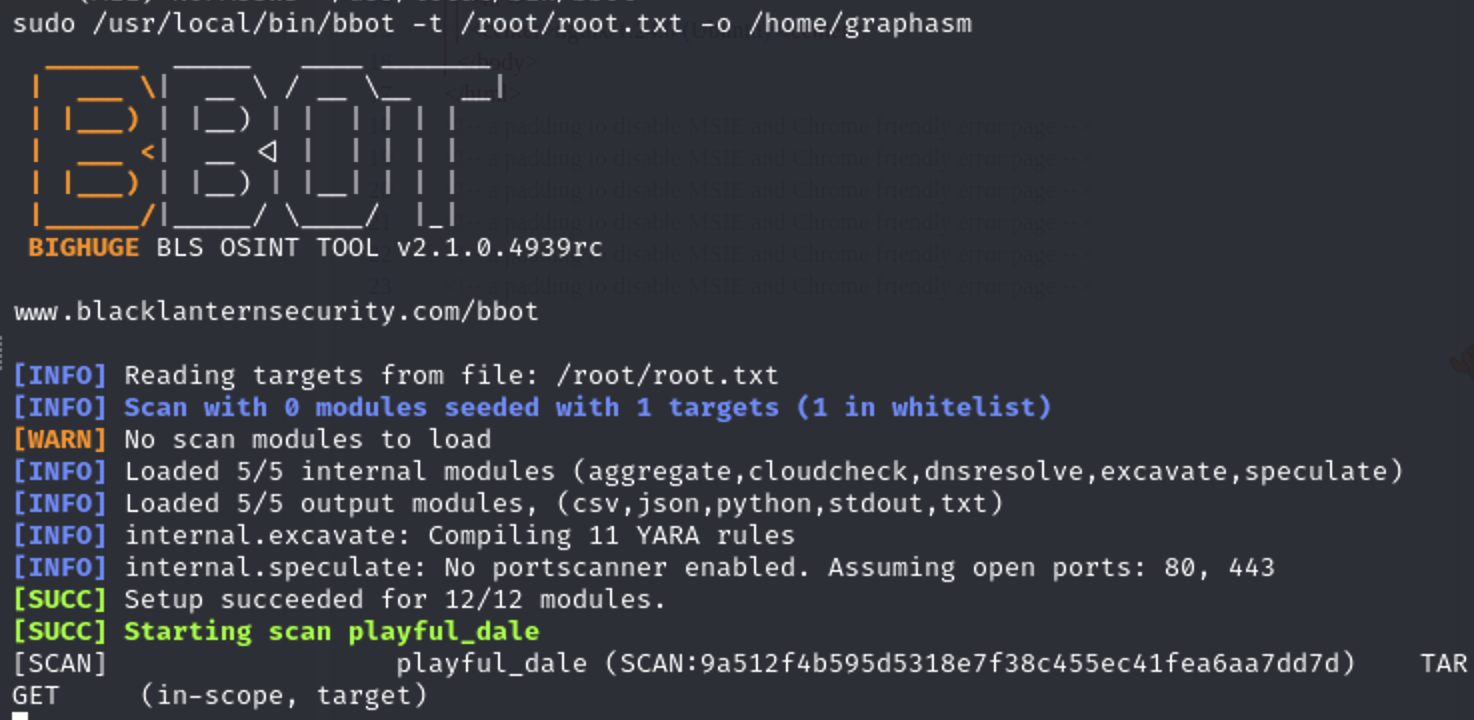 sudo /usr/local/bin/bbot -t /root/root.txt -o /home/graphasm
BBOT
BIGHUGE BLS OSINT TOOL v2.1.0.4939rc
www.blacklanternsecurity.com/bbot
[INFO] Reading targets from file: /root/root.txt
[INFO] Scan with 0 modules seeded with 1 targets (1 in whitelist)
[WARN] No scan modules to load
[INFO] Loaded 5/5 internal modules (aggregate,cloudcheck,dnsresolve,excavate,speculate)
[INFO] Loaded 5/5 output modules, (csv,json,python,stdout,txt)
[INFO] internal.excavate: Compiling 11 YARA rules
[INFO] internal.speculate: No portscanner enabled. Assuming open ports: 80, 443
[SUCC] Setup succeeded for 12/12 modules.
[SUCC] Starting scan playful_dale
[SCAN] playful_dale (SCAN:9a512f4b595d5318e7f38c455ec41fea6aa7dd7d) TAR
GET (in-scope, target)